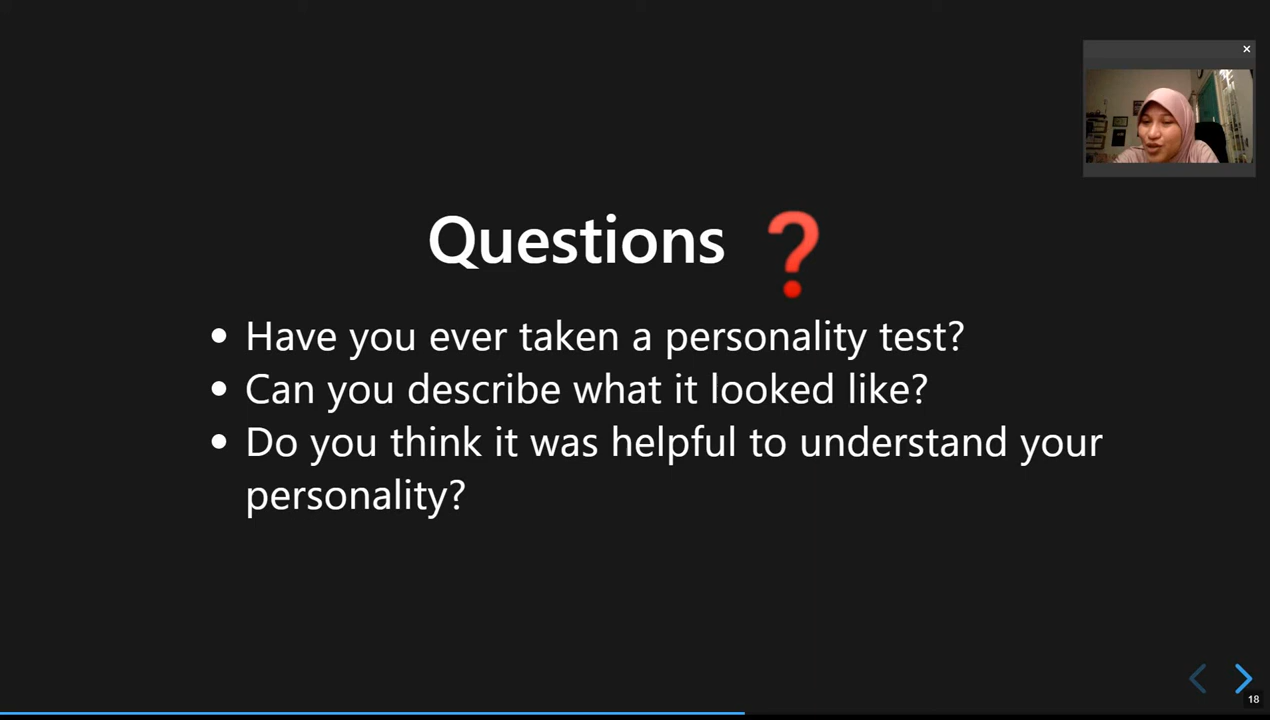 Questions ❓
• Have you ever taken a personality test?
• Can you describe what it looked like?
• Do you think it was helpful to understand your
personality?
18